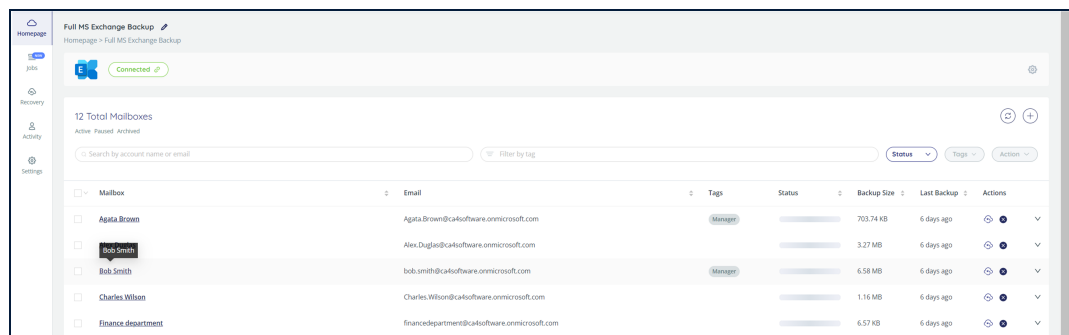 Homepage
new
Jobs
Recovery
Activity
Settings
Full MS Exchange Backup
Homepage > Full MS Exchange Backup
E
Connected
12 Total Mailboxes
Active Paused Archived
Search by account name or email
Filter by tag
Status
Tags
Action
Mailbox Email Tags Status Backup Size Last Backup Actions
Agata Brown Agata.Brown@ca4software.onmicrosoft.com Manager 703.74 KB 6 days ago
Alex.Duglas@ca4software.onmicrosoft.com 3.27 MB 6 days ago
Bob Smith
Bob Smith bob.smith@ca4software.onmicrosoft.com Manager 6.58 MB 6 days ago
Charles Wilson Charles.Wilson@ca4software.onmicrosoft.com 1.16 MB 6 days ago
Finance department financedepartment@ca4software.onmicrosoft.com 6.57 KB 6 days ago